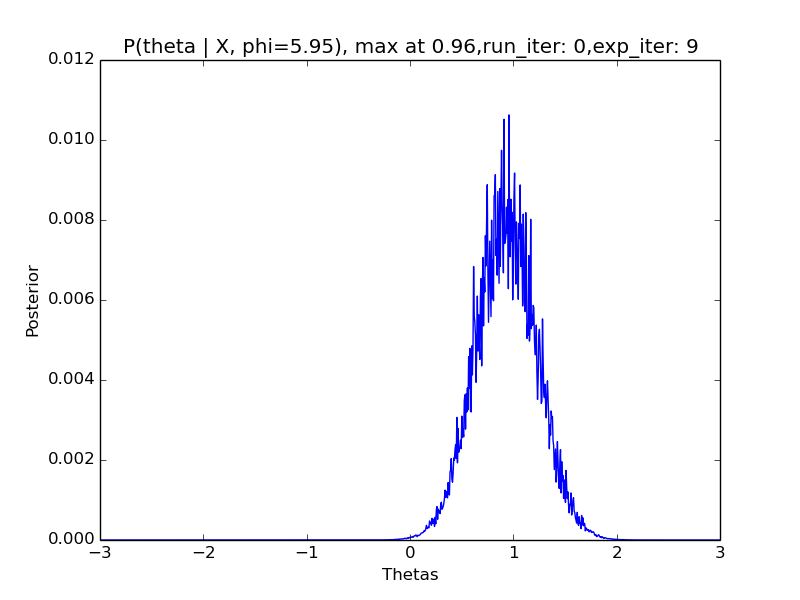 P(theta | X, phi=5.95), max at 0.96,run_iter: 0,exp_iter: 9
0.012
0.010
0.008
0.006
0.004
0.002
0.000
Posterior
−3 −2 −1 0 1 2 3
Thetas